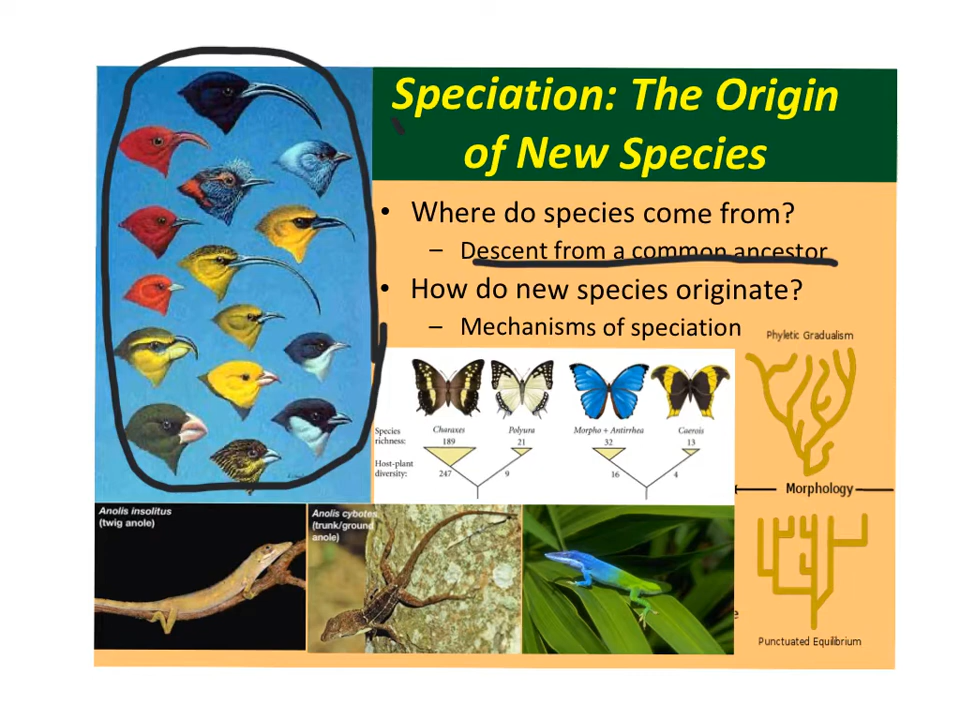 Speciation: The Origin
of New Species
• Where do species come from?
– Descent from a common ancestor
• How do new species originate?
– Mechanisms of speciation
Phyletic Gradualism
Charaxes Polyura Morpho + Antirrhea Caerois
Species
richness: 189 21 32 13
Host-plant
diversity: 247 9 16 4
Morphology
Anolis insolitus
(twig anole)
Anolis cybotes
(trunk/ground
anole)
Punctuated Equilibrium